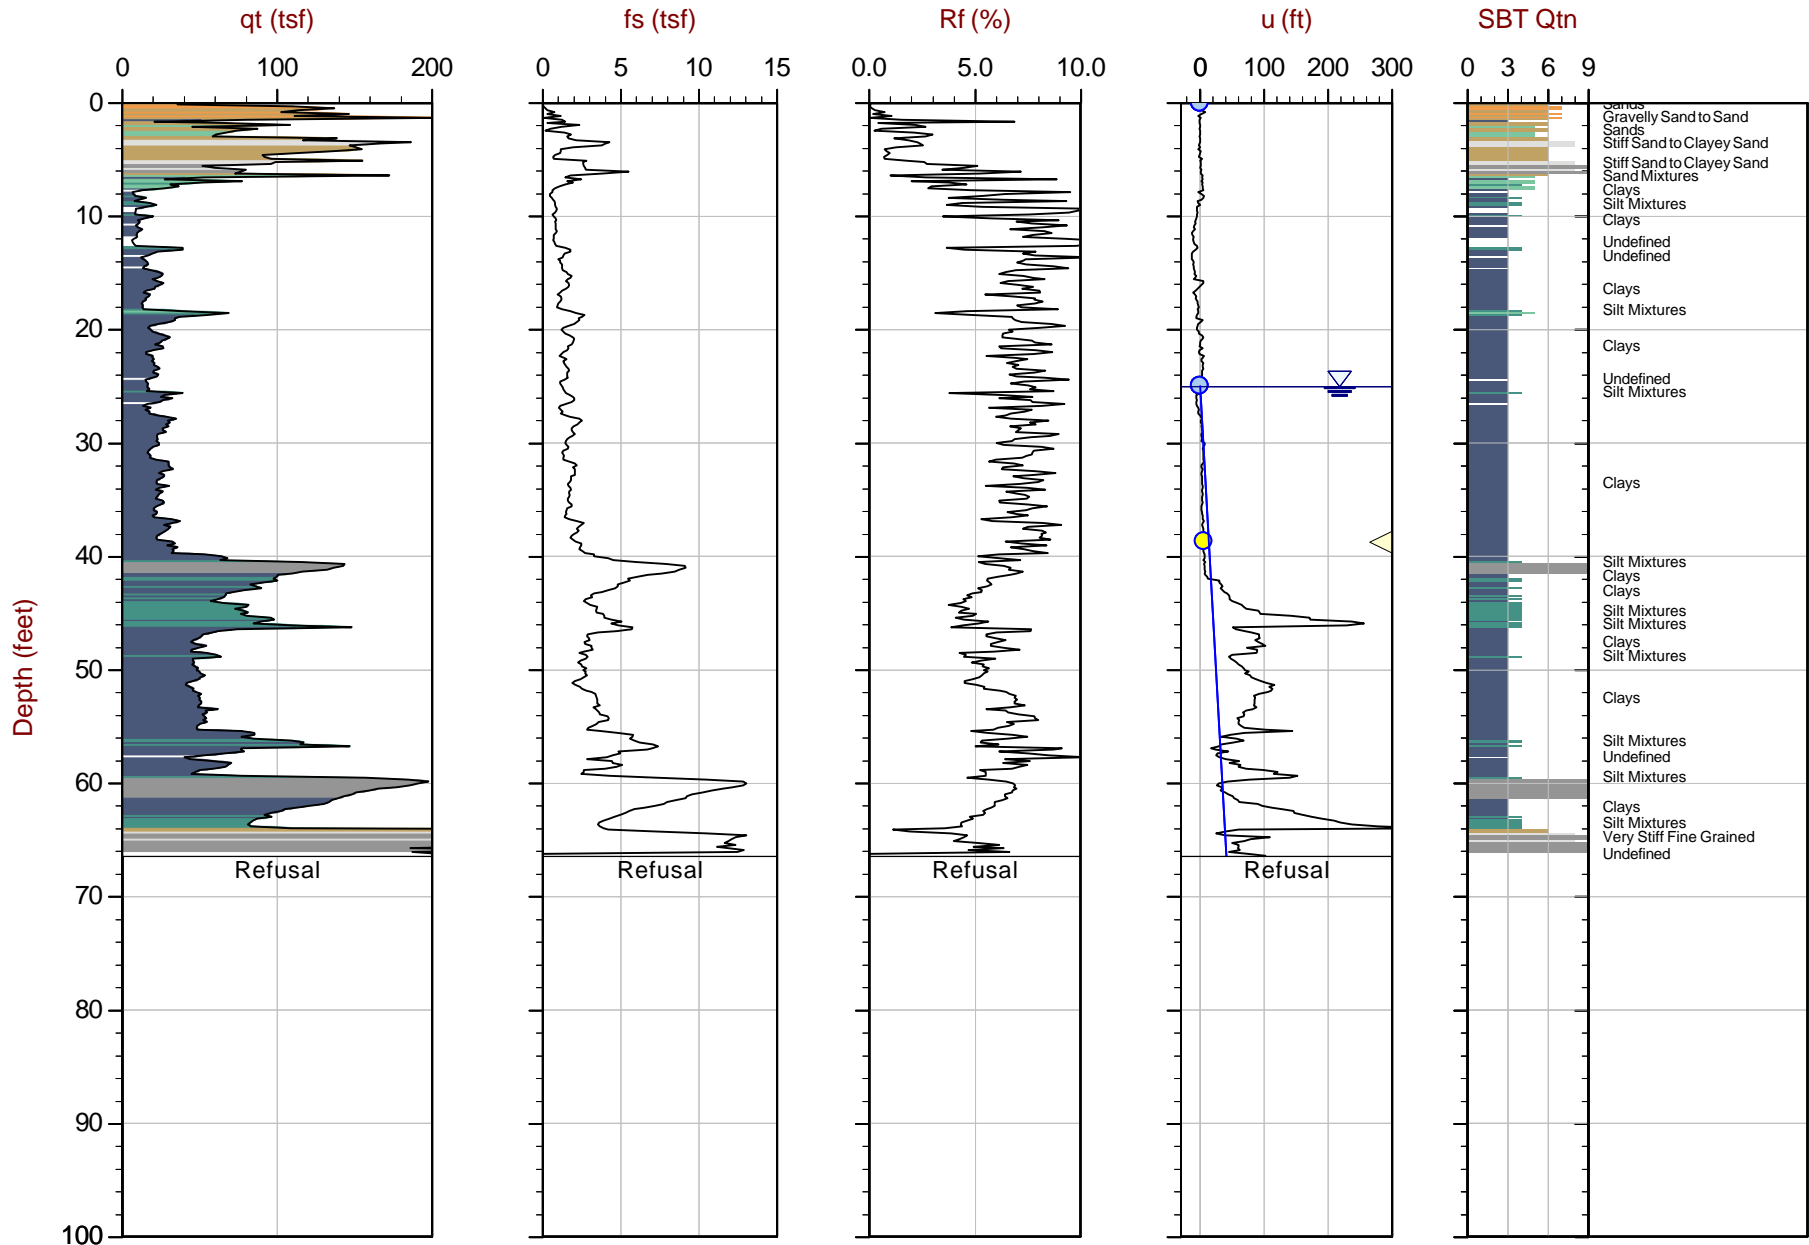 qt (tsf)
fs (tsf)
Rf (%)
u (ft)
SBT Qtn
0 100 200
0 5 10 15
0.0 5.0 10.0
0 100 200 300
0 3 6 9
Depth (feet)
0
10
20
30
40
50
60
70
80
90
100
Sands
Gravelly Sand to Sand
Sands
Stiff Sand to Clayey Sand
Stiff Sand to Clayey Sand
Sand Mixtures
Clays
Silt Mixtures
Clays
Undefined
Undefined
Clays
Silt Mixtures
Clays
Undefined
Silt Mixtures
Clays
Silt Mixtures
Clays
Clays
Silt Mixtures
Silt Mixtures
Clays
Silt Mixtures
Clays
Silt Mixtures
Undefined
Silt Mixtures
Clays
Silt Mixtures
Very Stiff Fine Grained
Undefined
Refusal
Refusal
Refusal
Refusal